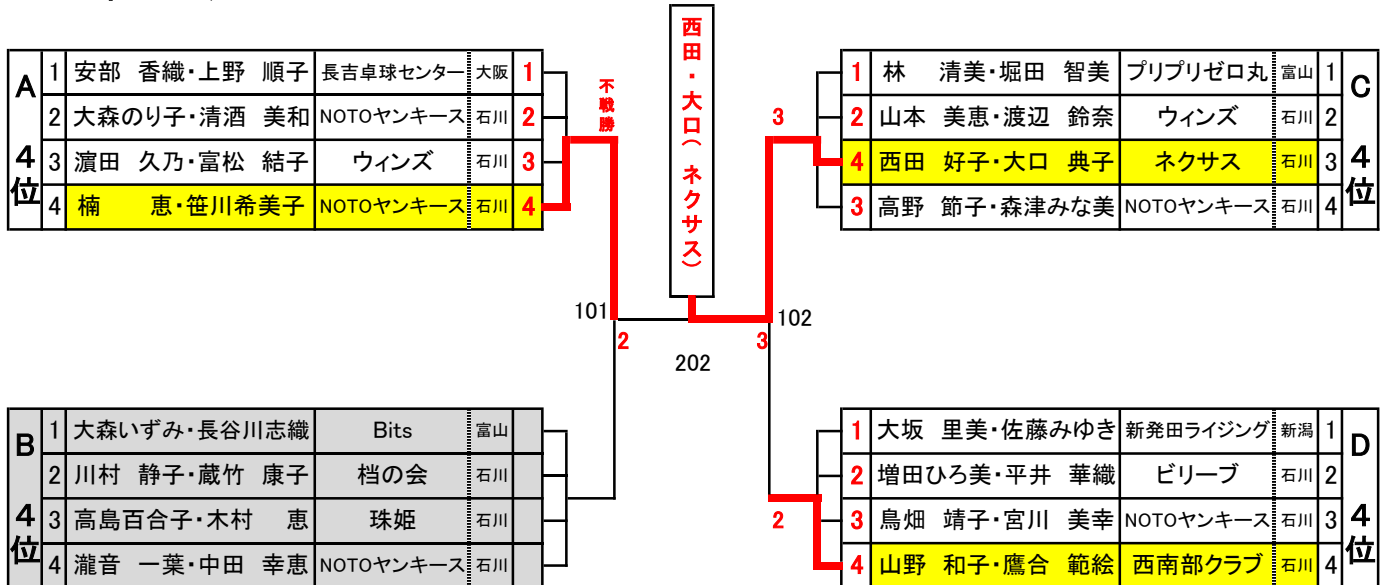 西田・大口(ネクサス)
A 4位
1 安部 香織・上野 順子 長吉卓球センター 大阪 1
2 大森のり子・清酒 美和 NOTOヤンキース 石川 2
3 濵田 久乃・富松 結子 ウィンズ 石川 3
4 楠 恵・笹川希美子 NOTOヤンキース 石川 4
不戦勝
C 4位
1 林 清美・堀田 智美 プリプリゼロ丸 富山 1
2 山本 美恵・渡辺 鈴奈 ウィンズ 石川 2
4 西田 好子・大口 典子 ネクサス 石川 3
3 高野 節子・森津みな美 NOTOヤンキース 石川 4
3
101
102
2
3
202
B 4位
1 大森いずみ・長谷川志織 Bits 富山
2 川村 静子・蔵竹 康子 档の会 石川
3 高島百合子・木村 恵 珠姫 石川
4 瀧音 一葉・中田 幸恵 NOTOヤンキース 石川
D 4位
1 大坂 里美・佐藤みゆき 新発田ライジング 新潟 1
2 増田ひろ美・平井 華織 ビリーブ 石川 2
3 鳥畑 靖子・宮川 美幸 NOTOヤンキース 石川 3
4 山野 和子・鷹合 範絵 西南部クラブ 石川 4
2